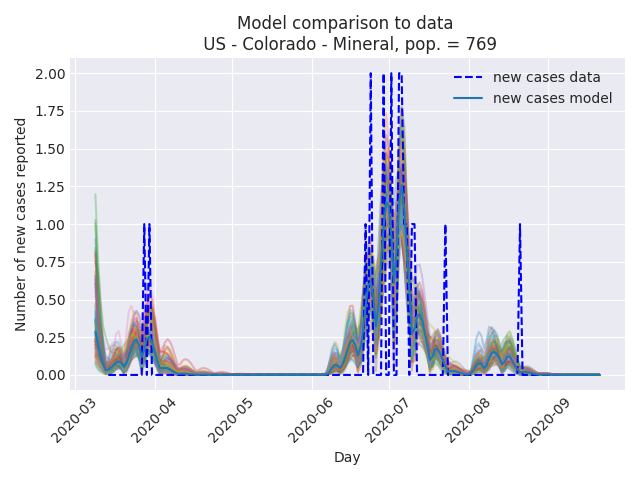 Model comparison to data
US - Colorado - Mineral, pop. = 769
new cases data
new cases model
Number of new cases reported
2.00
1.75
1.50
1.25
1.00
0.75
0.50
0.25
0.00
2020-03
2020-04
2020-05
2020-06
2020-07
2020-08
2020-09
Day